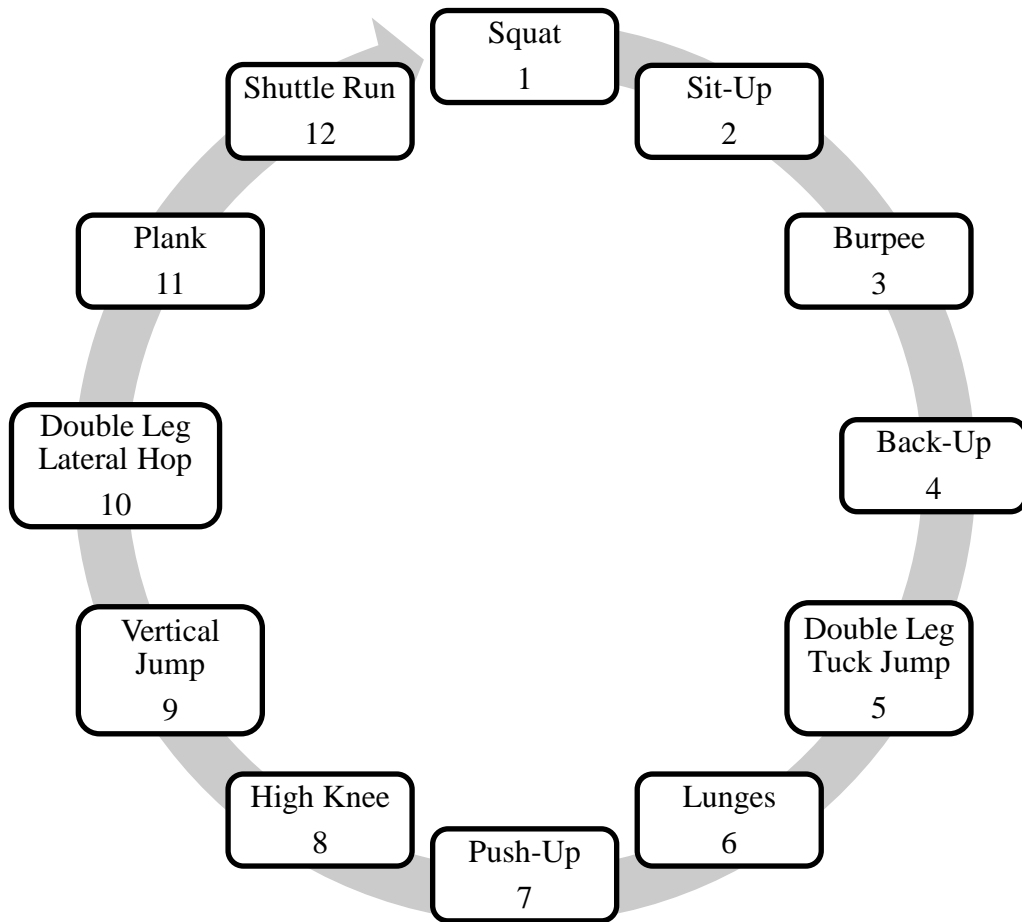 Squat
1
Sit-Up
2
Burpee
3
Back-Up
4
Double Leg
Tuck Jump
5
Lunges
6
Push-Up
7
High Knee
8
Vertical
Jump
9
Double Leg
Lateral Hop
10
Plank
11
Shuttle Run
12